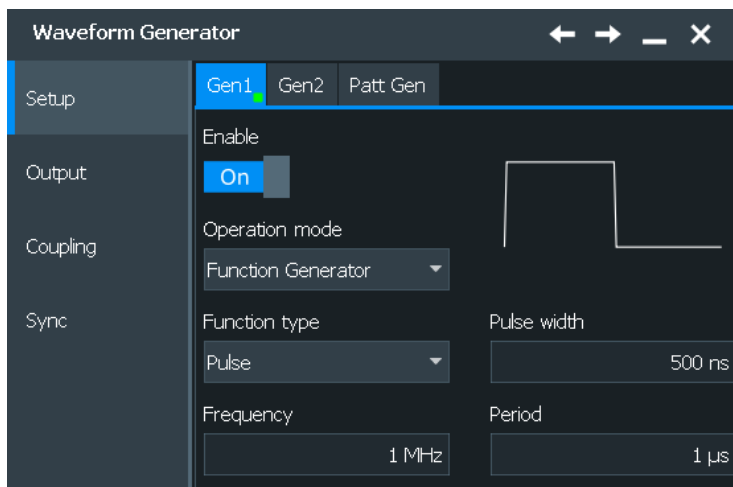 Waveform Generator
Setup
Output
Coupling
Sync
Gen1 Gen2 Patt Gen
Enable
On
Operation mode
Function Generator
Function type
Pulse
Pulse width
500 ns
Frequency
1 MHz
Period
1 µs